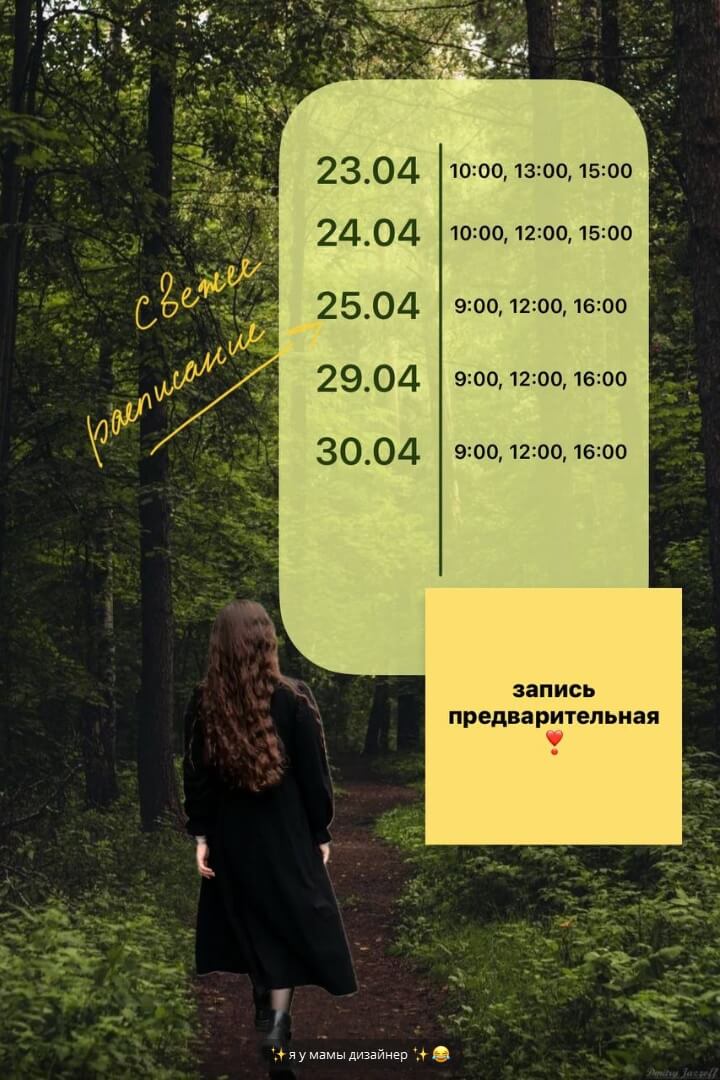 23.04 10:00, 13:00, 15:00
24.04 10:00, 12:00, 15:00
25.04 9:00, 12:00, 16:00
29.04 9:00, 12:00, 16:00
30.04 9:00, 12:00, 16:00
свежее
расписание
запись
предварительная
❣️
✨я у мамы дизайнер ✨😂
Dmitry Jazzoff